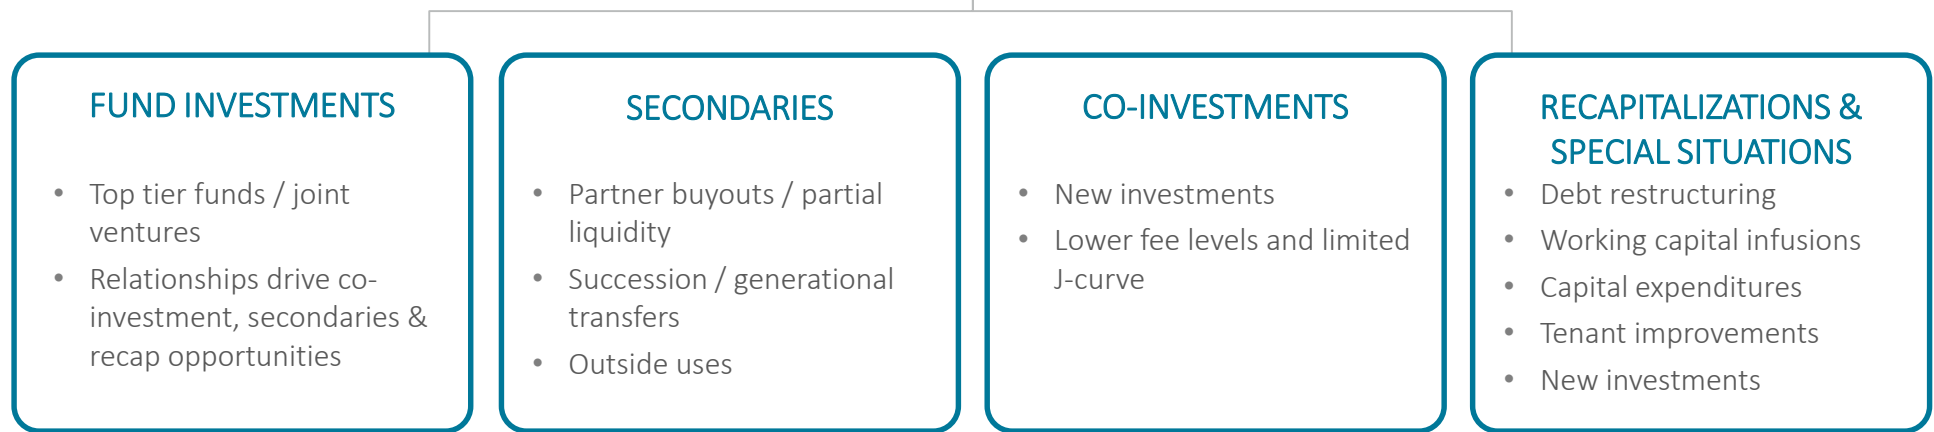 FUND INVESTMENTS
• Top tier funds / joint
ventures
• Relationships drive co-
investment, secondaries &
recap opportunities
SECONDARIES
• Partner buyouts / partial
liquidity
• Succession / generational
transfers
• Outside uses
CO-INVESTMENTS
• New investments
• Lower fee levels and limited
J-curve
RECAPITALIZATIONS &
SPECIAL SITUATIONS
• Debt restructuring
• Working capital infusions
• Capital expenditures
• Tenant improvements
• New investments